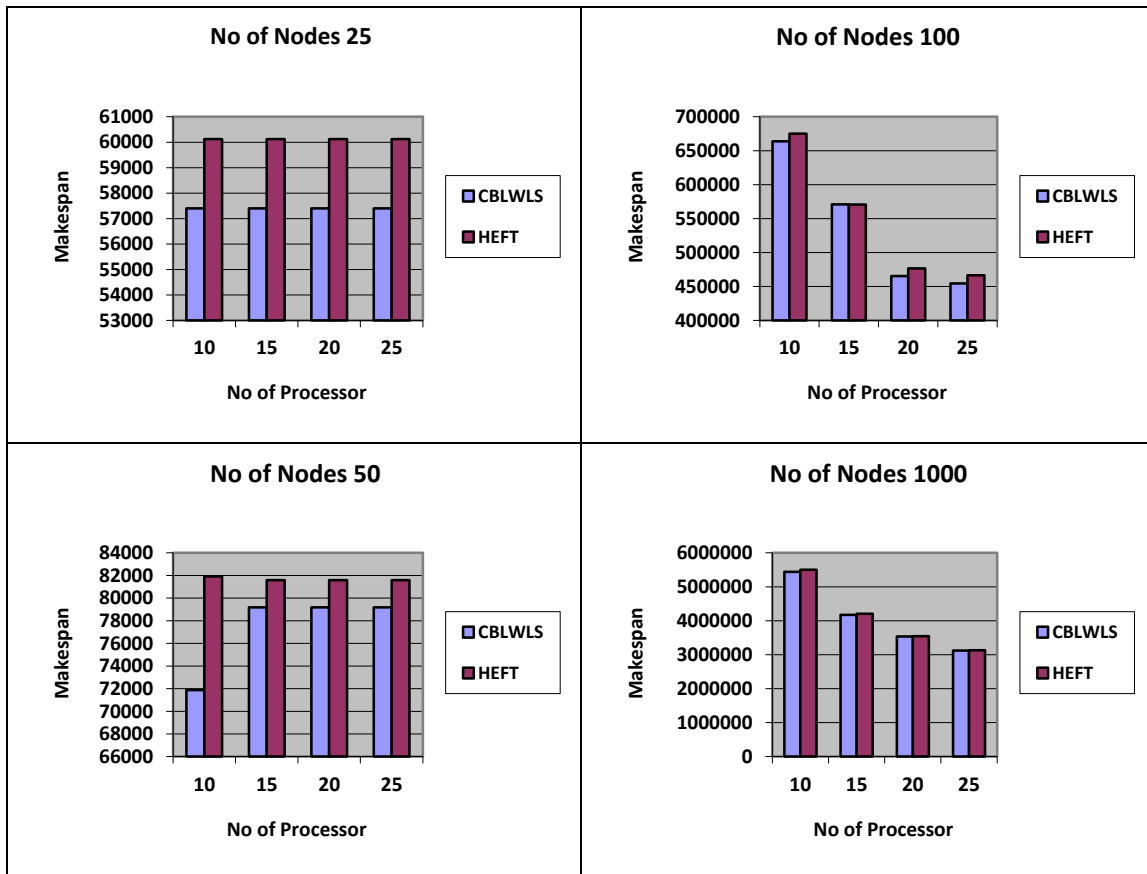 No of Nodes 25
Makespan
61000
60000
59000
58000
57000
56000
55000
54000
53000
10 15 20 25
No of Processor
CBLWLS
HEFT
No of Nodes 100
Makespan
700000
650000
600000
550000
500000
450000
400000
10 15 20 25
No of Processor
CBLWLS
HEFT
No of Nodes 50
Makespan
84000
82000
80000
78000
76000
74000
72000
70000
68000
66000
10 15 20 25
No of Processor
CBLWLS
HEFT
No of Nodes 1000
Makespan
6000000
5000000
4000000
3000000
2000000
1000000
0
10 15 20 25
No of Processor
CBLWLS
HEFT